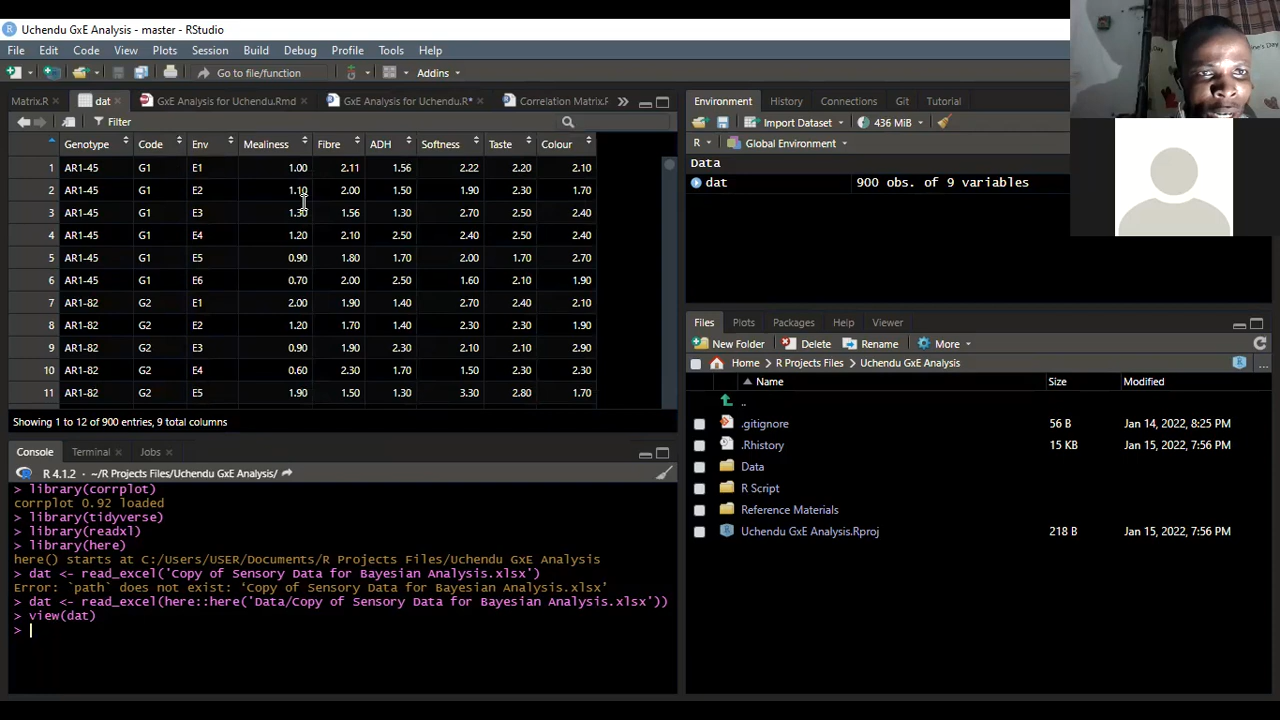 Uchendu GxE Analysis - master - RStudio
File Edit Code View Plots Session Build Debug Profile Tools Help
Go to file/function Addins
Matrix.R dat GxE Analysis for Uchendu.Rmd GxE Analysis for Uchendu.R* Correlation Matrix.R
Filter
Genotype Code Env Mealiness Fibre ADH Softness Taste Colour
1 AR1-45 G1 E1 1.00 2.11 1.56 2.22 2.20 2.10
2 AR1-45 G1 E2 1.10 2.00 1.50 1.90 2.30 1.70
3 AR1-45 G1 E3 1.30 1.56 1.30 2.70 2.50 2.40
4 AR1-45 G1 E4 1.20 2.10 2.50 2.40 2.50 2.40
5 AR1-45 G1 E5 0.90 1.80 1.70 2.00 1.70 2.70
6 AR1-45 G1 E6 0.70 2.00 2.50 1.60 2.10 1.90
7 AR1-82 G2 E1 2.00 1.90 1.40 2.70 2.40 2.10
8 AR1-82 G2 E2 1.20 1.70 1.40 2.30 2.30 1.90
9 AR1-82 G2 E3 0.90 1.90 2.30 2.10 2.10 2.90
10 AR1-82 G2 E4 0.60 2.30 1.70 1.50 2.30 2.30
11 AR1-82 G2 E5 1.90 1.50 1.30 3.30 2.80 1.70
Showing 1 to 12 of 900 entries, 9 total columns
Console Terminal Jobs
R 4.1.2 · ~/R Projects Files/Uchendu GxE Analysis/
> library(corrplot)
corrplot 0.92 loaded
> library(tidyverse)
> library(readxl)
> library(here)
here() starts at C:/Users/USER/Documents/R Projects Files/Uchendu GxE Analysis
> dat <- read_excel('Copy of Sensory Data for Bayesian Analysis.xlsx')
Error: `path` does not exist: ‘Copy of Sensory Data for Bayesian Analysis.xlsx’
> dat <- read_excel(here::here('Data/Copy of Sensory Data for Bayesian Analysis.xlsx'))
> view(dat)
>
Environment History Connections Git Tutorial
Import Dataset 436 MiB
R Global Environment
Data
dat 900 obs. of 9 variables
Files Plots Packages Help Viewer
New Folder Delete Rename More
Home R Projects Files Uchendu GxE Analysis ...
Name Size Modified
..
.gitignore 56 B Jan 14, 2022, 8:25 PM
.Rhistory 15 KB Jan 15, 2022, 7:56 PM
Data
R Script
Reference Materials
Uchendu GxE Analysis.Rproj 218 B Jan 15, 2022, 7:56 PM